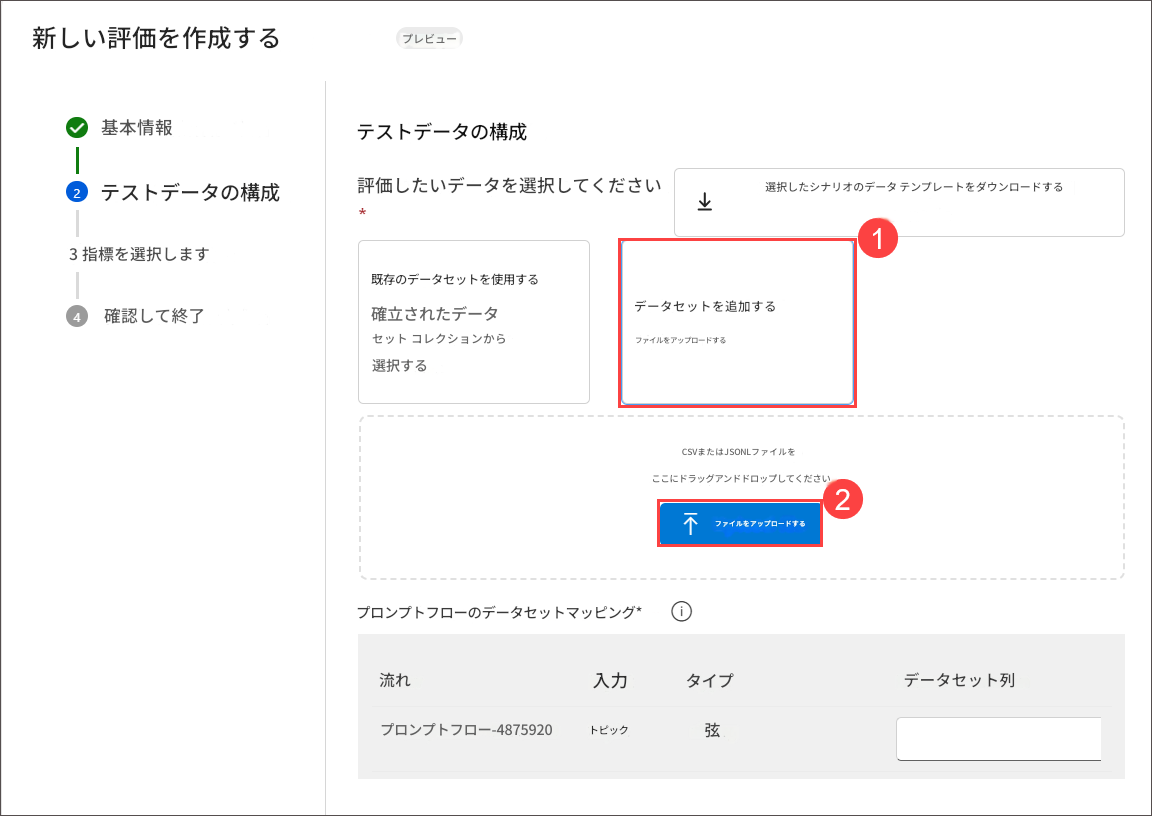 新しい評価を作成する
プレビュー
基本情報
2 テストデータの構成
3 指標を選択します
4 確認して終了
テストデータの構成
評価したいデータを選択してください
*
選択したシナリオのデータ テンプレートをダウンロードする
既存のデータセットを使用する
確立されたデータ
セット コレクションから
選択する
1
データセットを追加する
ファイルをアップロードする
CSVまたはJSONLファイルを
ここにドラッグアンドドロップしてください
2
ファイルをアップロードする
プロンプトフローのデータセットマッピング*
流れ 入力 タイプ データセット列
プロンプトフロー-4875920 トピック 弦